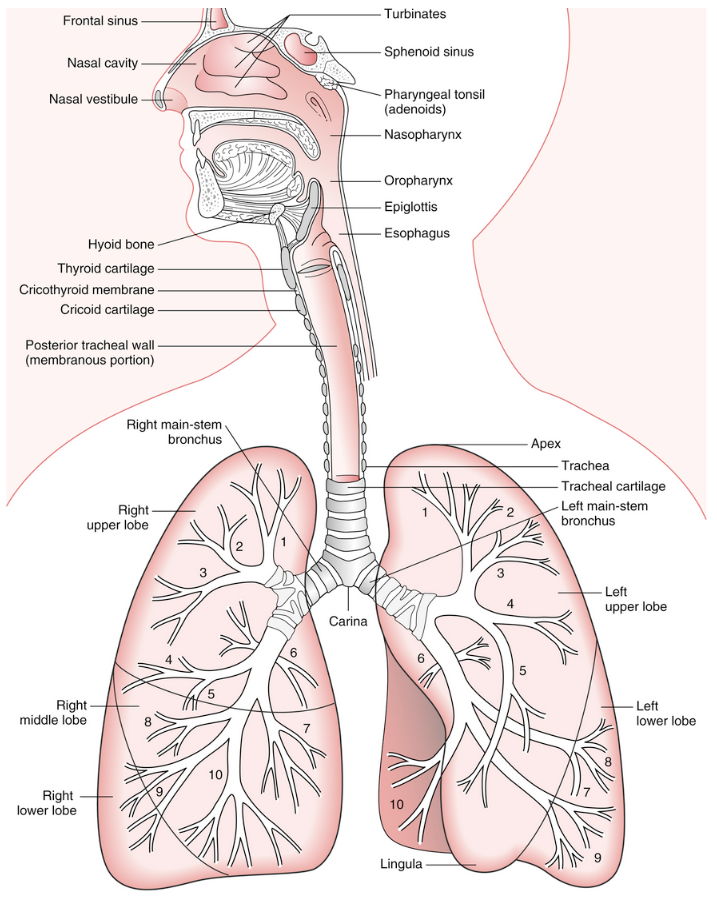 Frontal sinus
Nasal cavity
Nasal vestibule
Turbinates
Sphenoid sinus
Pharyngeal tonsil
(adenoids)
Nasopharynx
Oropharynx
Epiglottis
Esophagus
Hyoid bone
Thyroid cartilage
Cricothyroid membrane
Cricoid cartilage
Posterior tracheal wall
(membranous portion)
Right main-stem
bronchus
Right
upper lobe
Apex
Trachea
Tracheal cartilage
Left main-stem
bronchus
1
2
3
1
2
3
4
Left
upper lobe
Carina
4
5
6
6
5
Right
middle lobe
8
7
Left
lower lobe
Right
lower lobe
9
10
10
8
7
9
Lingula